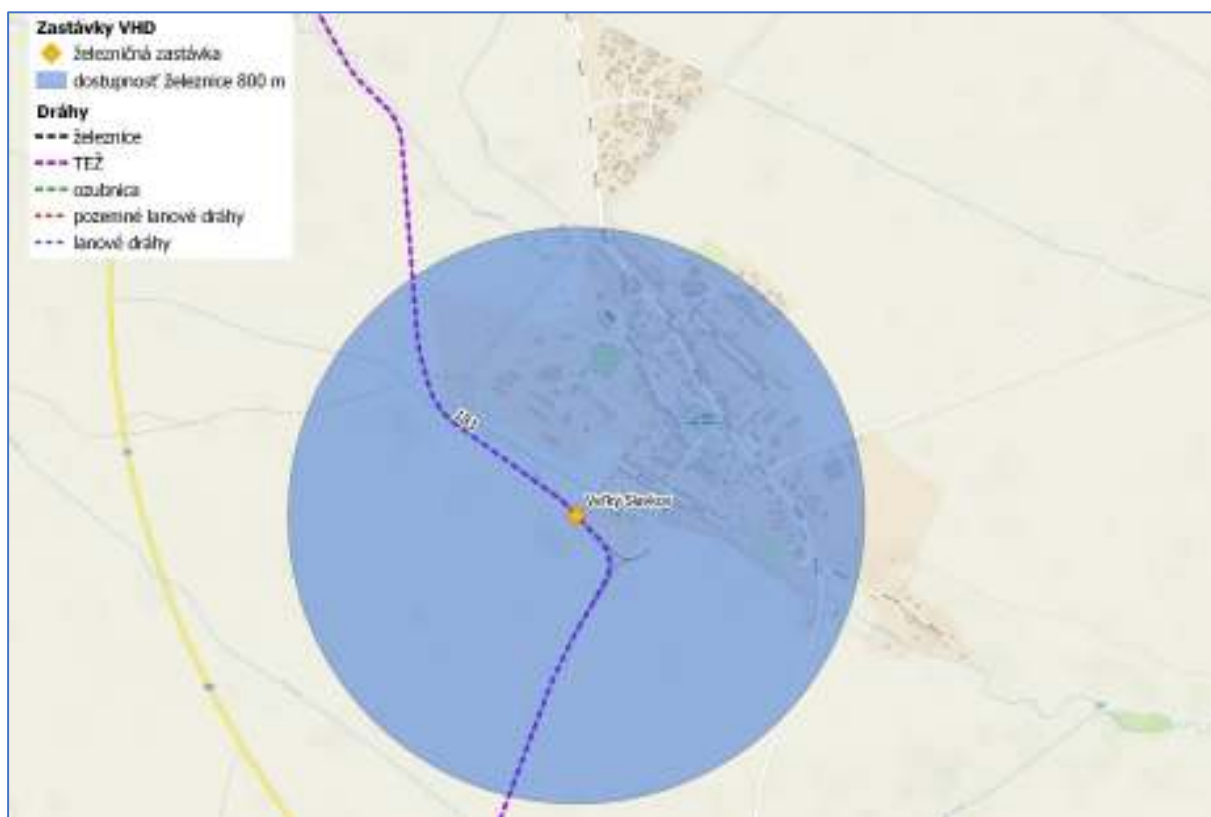 Zastávky VHD
železničná zastávka
dostupnosť železnice 800 m
Dráhy
železnice
TEŽ
ozubnica
pozemné lanové dráhy
lanové dráhy
Veľký Slavkov